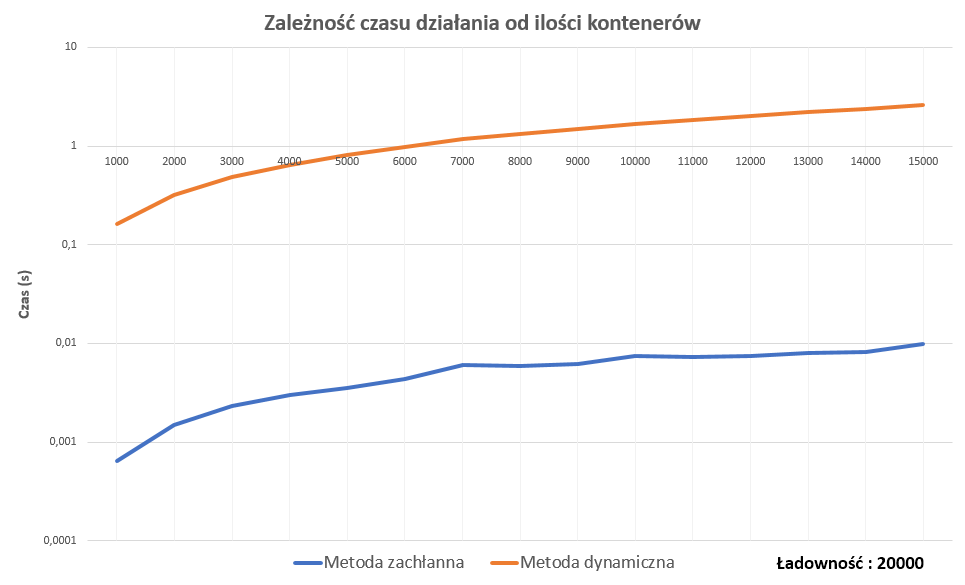 Zależność czasu działania od ilości kontenerów
10
1
1000 2000 3000 4000 5000 6000 7000 8000 9000 10000 11000 12000 13000 14000 15000
0,1
Czas (s)
0,01
0,001
0,0001
Metoda zachłanna Metoda dynamiczna Ładowność : 20000